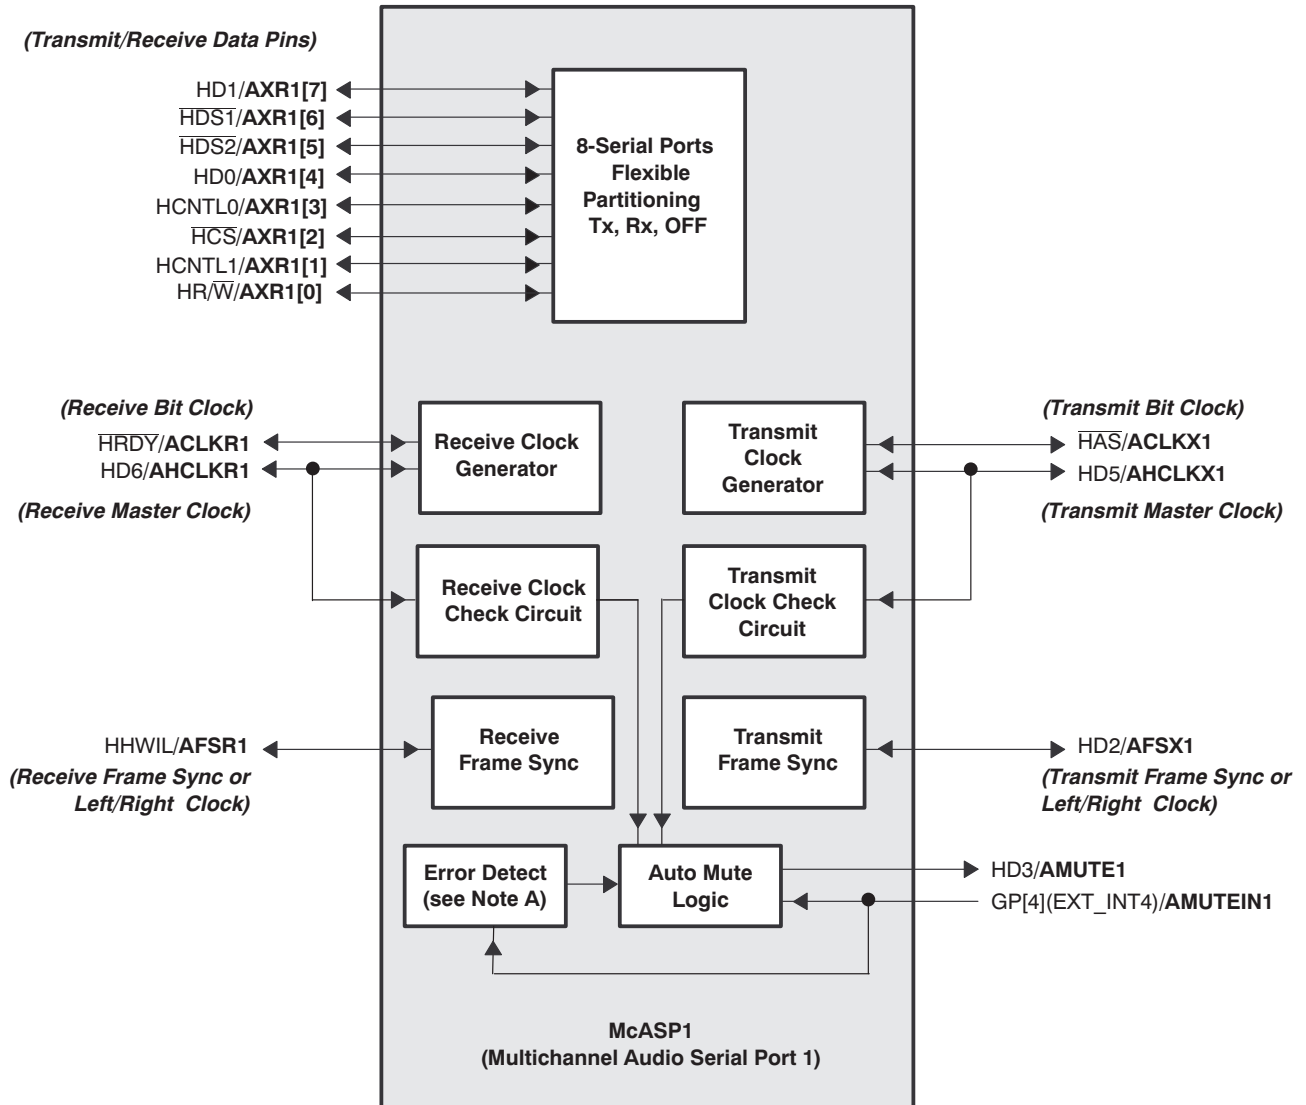 (Transmit/Receive Data Pins)
HD1/AXR1[7]
H̅D̅S̅1̅/AXR1[6]
H̅D̅S̅2̅/AXR1[5]
HD0/AXR1[4]
HCNTL0/AXR1[3]
H̅C̅S̅/AXR1[2]
HCNTL1/AXR1[1]
HR/W̅/AXR1[0]
8-Serial Ports
Flexible
Partitioning
Tx, Rx, OFF
(Receive Bit Clock)
H̅R̅D̅Y̅/ACLKR1
HD6/AHCLKR1
(Receive Master Clock)
Receive Clock
Generator
Transmit
Clock
Generator
(Transmit Bit Clock)
H̅A̅S̅/ACLKX1
HD5/AHCLKX1
(Transmit Master Clock)
Receive Clock
Check Circuit
Transmit
Clock Check
Circuit
HHWIL/AFSR1
(Receive Frame Sync or
Left/Right Clock)
Receive
Frame Sync
Transmit
Frame Sync
HD2/AFSX1
(Transmit Frame Sync or
Left/Right Clock)
Error Detect
(see Note A)
Auto Mute
Logic
HD3/AMUTE1
GP[4](EXT_INT4)/AMUTEIN1
McASP1
(Multichannel Audio Serial Port 1)